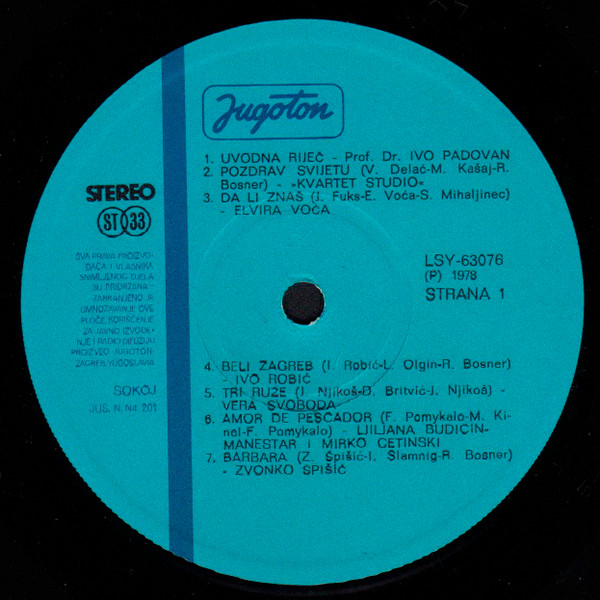 Jugoton
1. UVODNA RIJEČ - Prof. Dr. IVO PADOVAN
2. POZDRAV SVIJETU (V. Delač-M. Kašaj-R.
Bosner) - »KVARTET STUDIO«
3. DA LI ZNAŠ (J. Fuks-E. Voća-S. Mihaljinec)
- ELVIRA VOĆA
STEREO
ST 33
SVA PRAVA PROIZVO-
ĐAČA I VLASNIKA
SNIMLJENOG DJELA
SU PRIDRŽANA -
ZABRANJENO JE
UMNOŽAVANJE OVE
PLOČE, KORIŠĆENJE
ZA JAVNO IZVOĐE-
NJE I RADIO DIFUZIJU
PROIZVEO JUGOTON-
ZAGREB, YUGOSLAVIA
SOKOJ
JUS. N. N4. 201
LSY-63076
(P) 1978
STRANA 1
4. BELI ZAGREB (I. Robić-L. Olgin-R. Bosner)
- IVO ROBIĆ
5. TRI RUŽE (J. Njikoš-D. Britvić-J. Njikoš) -
VERA SVOBODA
6. AMOR DE PESCADOR (F. Pomykalo-M. Ki-
nel-F. Pomykalo) - LJILJANA BUDIČIN-
MANESTAR i MIRKO CETINSKI
7. BARBARA (Z. Špišić-I. Slamnig-R. Bosner)
- ZVONKO ŠPIŠIĆ